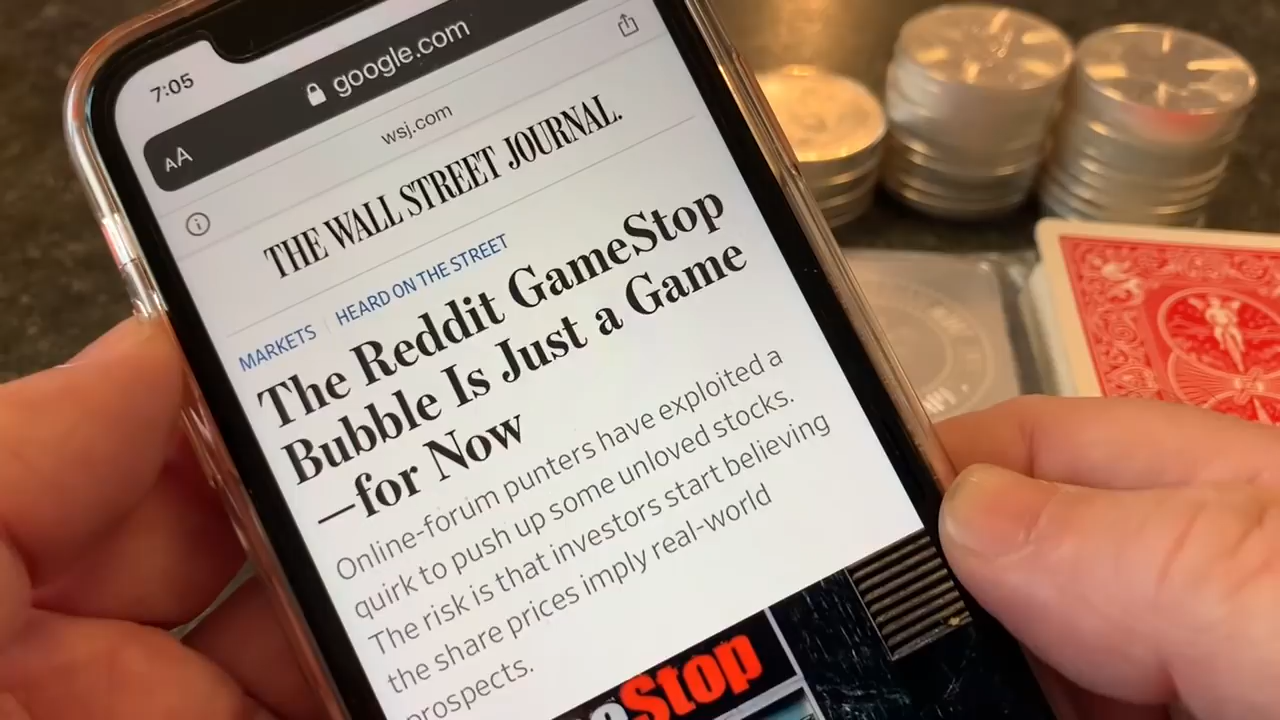 7:05
google.com
AA
wsj.com
THE WALL STREET JOURNAL.
MARKETS | HEARD ON THE STREET
The Reddit GameStop
Bubble Is Just a Game
—for Now
Online-forum punters have exploited a
quirk to push up some unloved stocks.
The risk is that investors start believing
the share prices imply real-world
prospects.
eStop